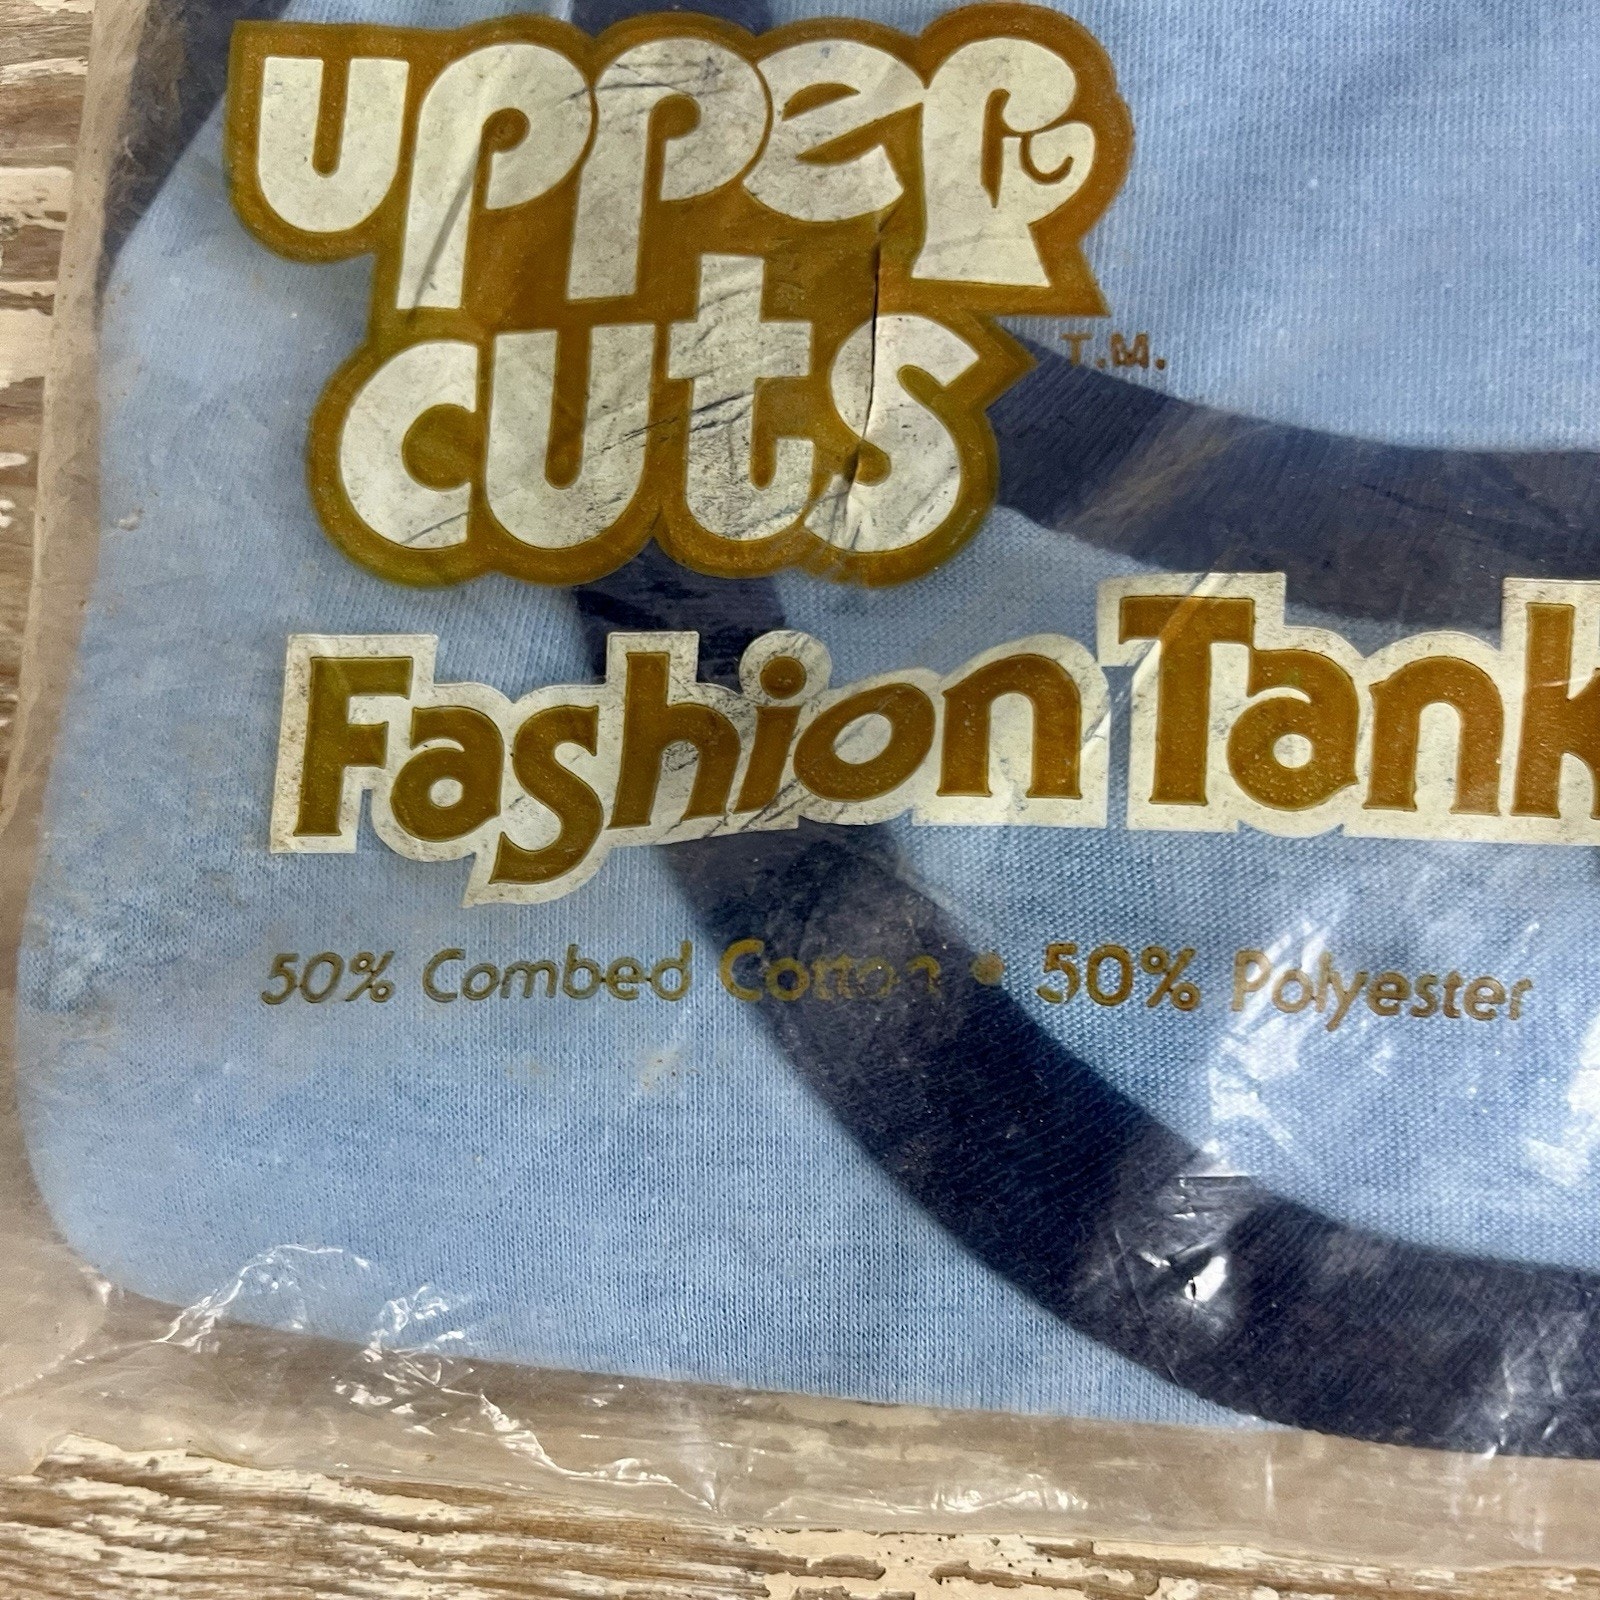 upper
cuts T.M.
Fashion Tank
50% Combed Cotton • 50% Polyester